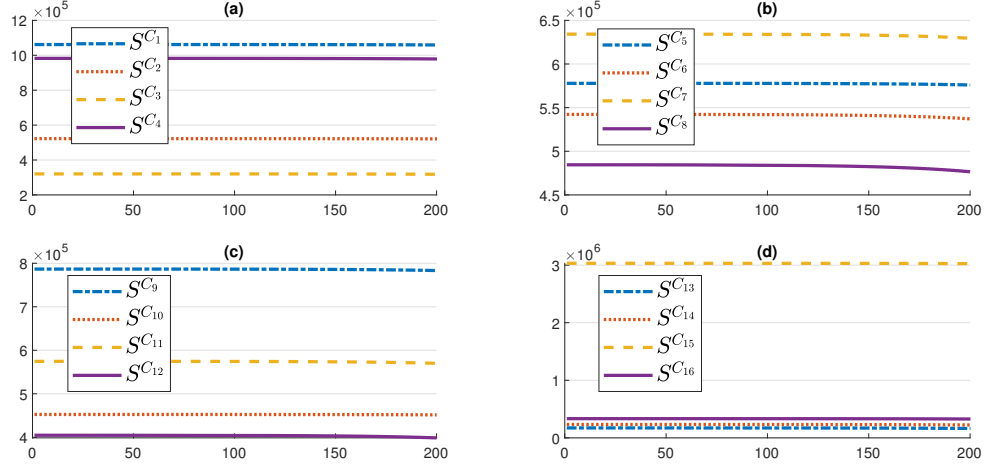 (a)
×10^5
12
10
8
6
4
2
0
50
100
150
200
S^{C_1}
S^{C_2}
S^{C_3}
S^{C_4}
(b)
×10^5
6.5
6
5.5
5
4.5
0
50
100
150
200
S^{C_5}
S^{C_6}
S^{C_7}
S^{C_8}
(c)
×10^5
8
7
6
5
4
0
50
100
150
200
S^{C_9}
S^{C_{10}}
S^{C_{11}}
S^{C_{12}}
(d)
×10^6
3
2
1
0
0
50
100
150
200
S^{C_{13}}
S^{C_{14}}
S^{C_{15}}
S^{C_{16}}